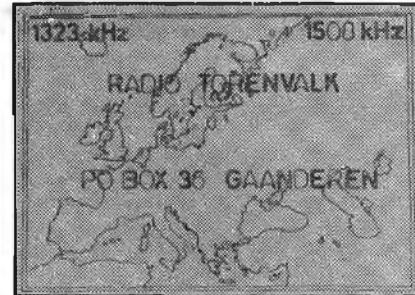 1323 kHz 1500 kHz
RADIO TORENVALK
PO BOX 36 GAANDEREN